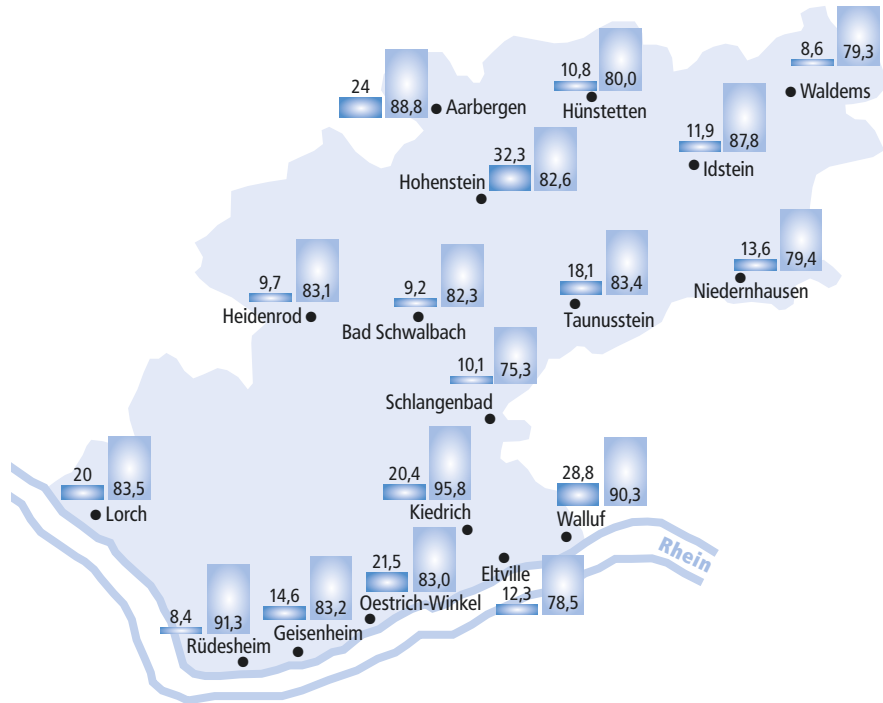 8,6
79,3
Waldems
24
88,8
Aarbergen
10,8
80,0
Hünstetten
11,9
87,8
Idstein
32,3
82,6
Hohenstein
13,6
79,4
Niedernhausen
9,7
83,1
Heidenrod
9,2
82,3
Bad Schwalbach
18,1
83,4
Taunusstein
10,1
75,3
Schlangenbad
20
83,5
Lorch
20,4
95,8
Kiedrich
28,8
90,3
Walluf
Rhein
21,5
83,0
Oestrich-Winkel
Eltville
12,3
78,5
14,6
83,2
Geisenheim
8,4
91,3
Rüdesheim